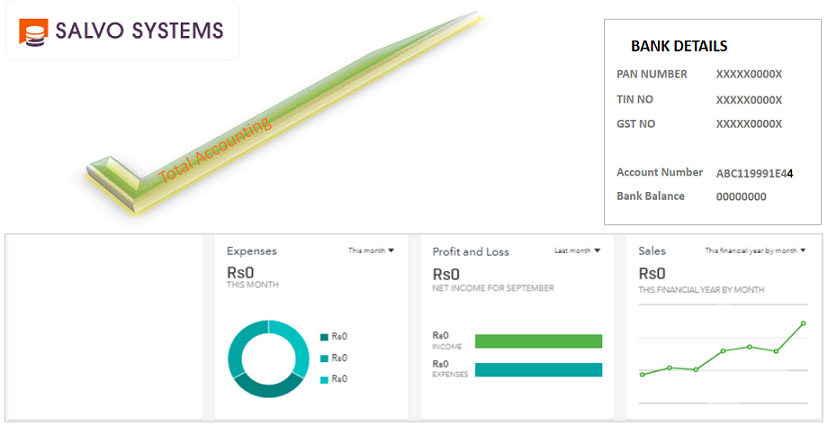 SALVO SYSTEMS
Total Accounting
BANK DETAILS
PAN NUMBER XXXXX0000X
TIN NO XXXXX0000X
GST NO XXXXX0000X
Account Number ABC119991E44
Bank Balance 00000000
Expenses This month
Rs0
THIS MONTH
Rs0
Rs0
Rs0
Profit and Loss Last month
Rs0
NET INCOME FOR SEPTEMBER
Rs0
INCOME
Rs0
EXPENSES
Sales This financial year by month
Rs0
THIS FINANCIAL YEAR BY MONTH